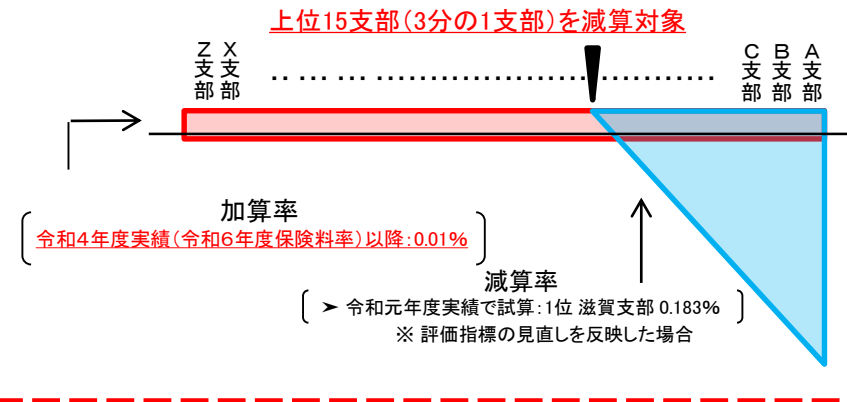 上位15支部(3分の1支部)を減算対象
Z支部 X支部 ‥ … … ……………………………………… C支部 B支部 A支部
加算率
令和4年度実績(令和6年度保険料率)以降:0.01%
減算率
➤ 令和元年度実績で試算:1位 滋賀支部 0.183%
※ 評価指標の見直しを反映した場合